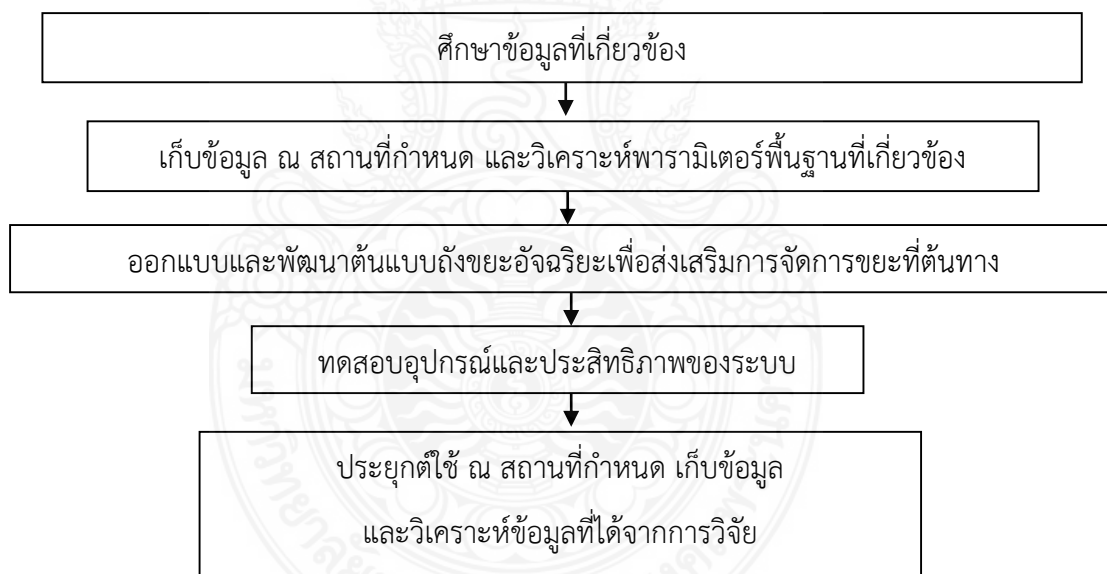 ศึกษาข้อมูลที่เกี่ยวข้อง
เก็บข้อมูล ณ สถานที่กำหนด และวิเคราะห์พารามิเตอร์พื้นฐานที่เกี่ยวข้อง
ออกแบบและพัฒนาต้นแบบถังขยะอัจฉริยะเพื่อส่งเสริมการจัดการขยะที่ต้นทาง
ทดสอบอุปกรณ์และประสิทธิภาพของระบบ
ประยุกต์ใช้ ณ สถานที่กำหนด เก็บข้อมูล
และวิเคราะห์ข้อมูลที่ได้จากการวิจัย